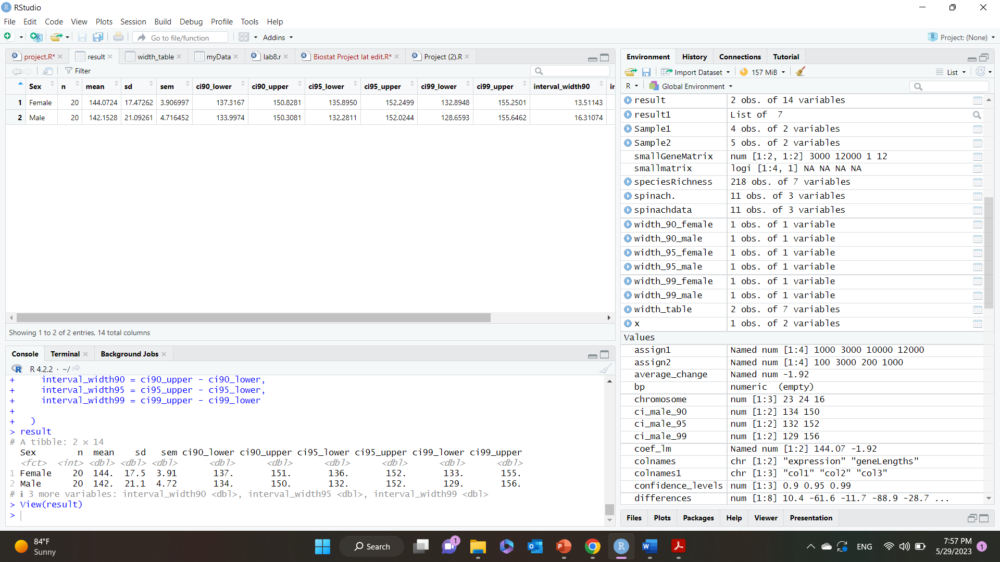 RStudio
File Edit Code View Plots Session Build Debug Profile Tools Help
Go to file/function Addins Project: (None)
project.R* result width_table myData lab8.r Biostat Project lat edit.R* Project (2).R
Filter
Sex n mean sd sem ci90_lower ci90_upper ci95_lower ci95_upper ci99_lower ci99_upper interval_width90 in
1 Female 20 144.0724 17.47262 3.906997 137.3167 150.8281 135.8950 152.2499 132.8948 155.2501 13.51143
2 Male 20 142.1528 21.09261 4.716452 133.9974 150.3081 132.2811 152.0244 128.6593 155.6462 16.31074
Showing 1 to 2 of 2 entries, 14 total columns
Console Terminal Background Jobs
R R 4.2.2 · ~/
+ interval_width90 = ci90_upper - ci90_lower,
+ interval_width95 = ci95_upper - ci95_lower,
+ interval_width99 = ci99_upper - ci99_lower
+
+ )
> result
# A tibble: 2 × 14
Sex n mean sd sem ci90_lower ci90_upper ci95_lower ci95_upper ci99_lower ci99_upper
<fct> <int> <dbl> <dbl> <dbl> <dbl> <dbl> <dbl> <dbl> <dbl> <dbl>
1 Female 20 144. 17.5 3.91 137. 151. 136. 152. 133. 155.
2 Male 20 142. 21.1 4.72 134. 150. 132. 152. 129. 156.
# ℹ 3 more variables: interval_width90 <dbl>, interval_width95 <dbl>, interval_width99 <dbl>
> View(result)
>
Environment History Connections Tutorial
Import Dataset 157 MiB List
R Global Environment
result 2 obs. of 14 variables
result1 List of 7
Sample1 4 obs. of 2 variables
Sample2 5 obs. of 2 variables
smallGeneMatrix num [1:2, 1:2] 3000 12000 1 12
smallmatrix logi [1:4, 1] NA NA NA NA
speciesRichness 218 obs. of 7 variables
spinach. 11 obs. of 3 variables
spinachdata 11 obs. of 3 variables
width_90_female 1 obs. of 1 variable
width_90_male 1 obs. of 1 variable
width_95_female 1 obs. of 1 variable
width_95_male 1 obs. of 1 variable
width_99_female 1 obs. of 1 variable
width_99_male 1 obs. of 1 variable
width_table 2 obs. of 7 variables
x 1 obs. of 2 variables
Values
assign1 Named num [1:4] 1000 3000 10000 12000
assign2 Named num [1:4] 100 3000 200 1000
average_change Named num -1.92
bp numeric (empty)
chromosome num [1:3] 23 24 16
ci_male_90 num [1:2] 134 150
ci_male_95 num [1:2] 132 152
ci_male_99 num [1:2] 129 156
coef_lm Named num [1:2] 144.07 -1.92
colnames chr [1:2] "expression" "geneLengths"
colnames1 chr [1:3] "col1" "col2" "col3"
confidence_levels num [1:3] 0.9 0.95 0.99
differences num [1:8] 10.4 -61.6 -11.7 -88.9 -28.7 ...
Files Plots Packages Help Viewer Presentation
84°F
Sunny
Search
1
ENG
7:57 PM
5/29/2023
1